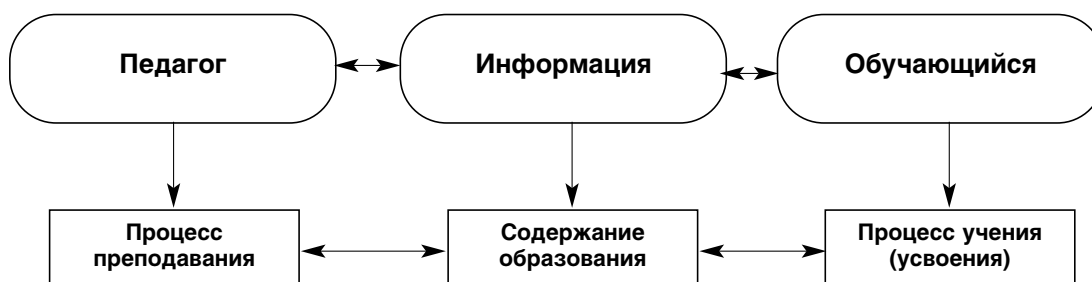 Педагог
Информация
Обучающийся
Процесс
преподавания
Содержание
образования
Процесс учения
(усвоения)